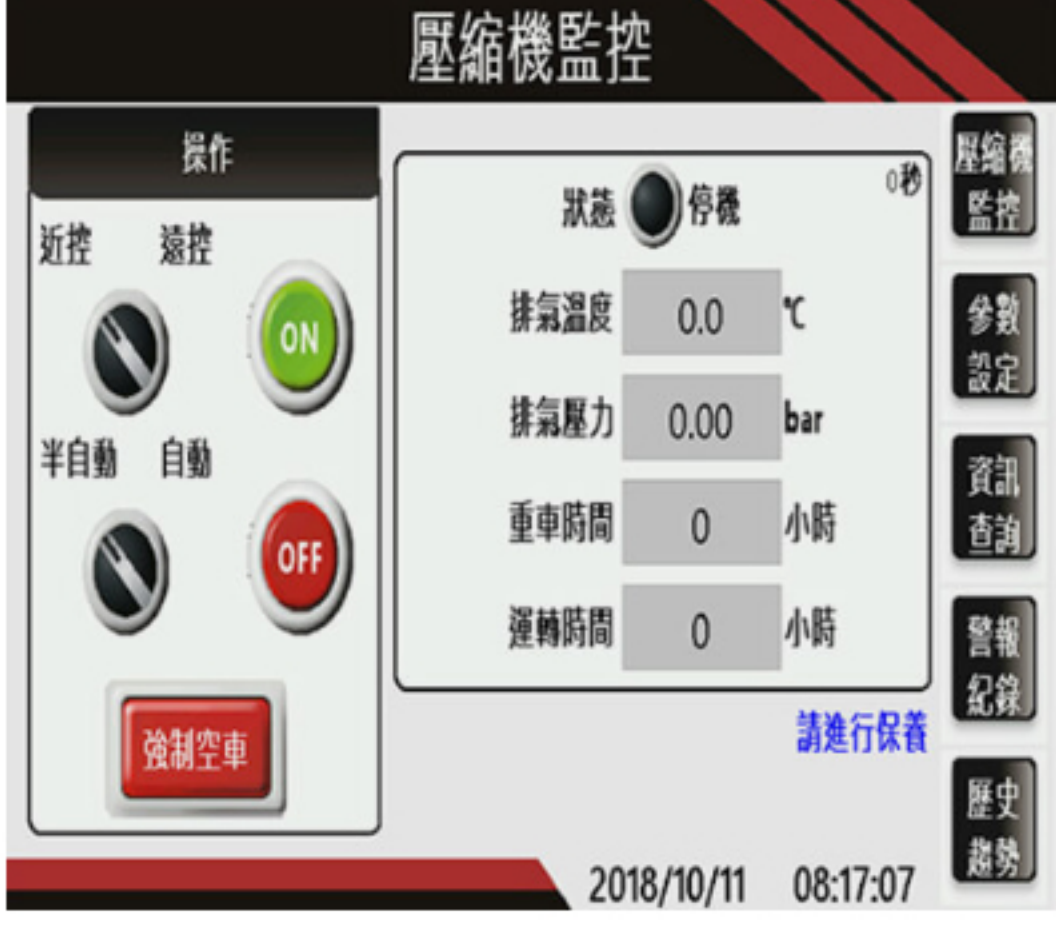 壓縮機監控
操作
近控 遠控
ON
半自動 自動
OFF
強制空車
狀態 停機 0秒
排氣溫度 0.0 ℃
排氣壓力 0.00 bar
重車時間 0 小時
運轉時間 0 小時
請進行保養
壓縮機
監控
參數
設定
資訊
查詢
警報
紀錄
歷史
趨勢
2018/10/11 08:17:07